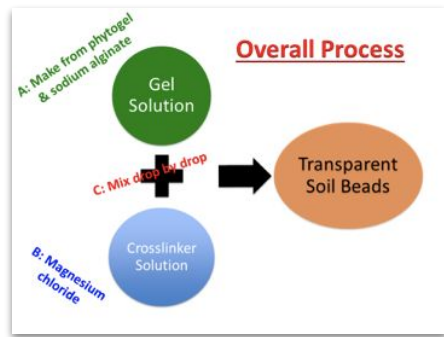 Overall Process
A: Make from phytogel
& sodium alginate
Gel
Solution
C: Mix drop by drop
Transparent
Soil Beads
Crosslinker
Solution
B: Magnesium
chloride